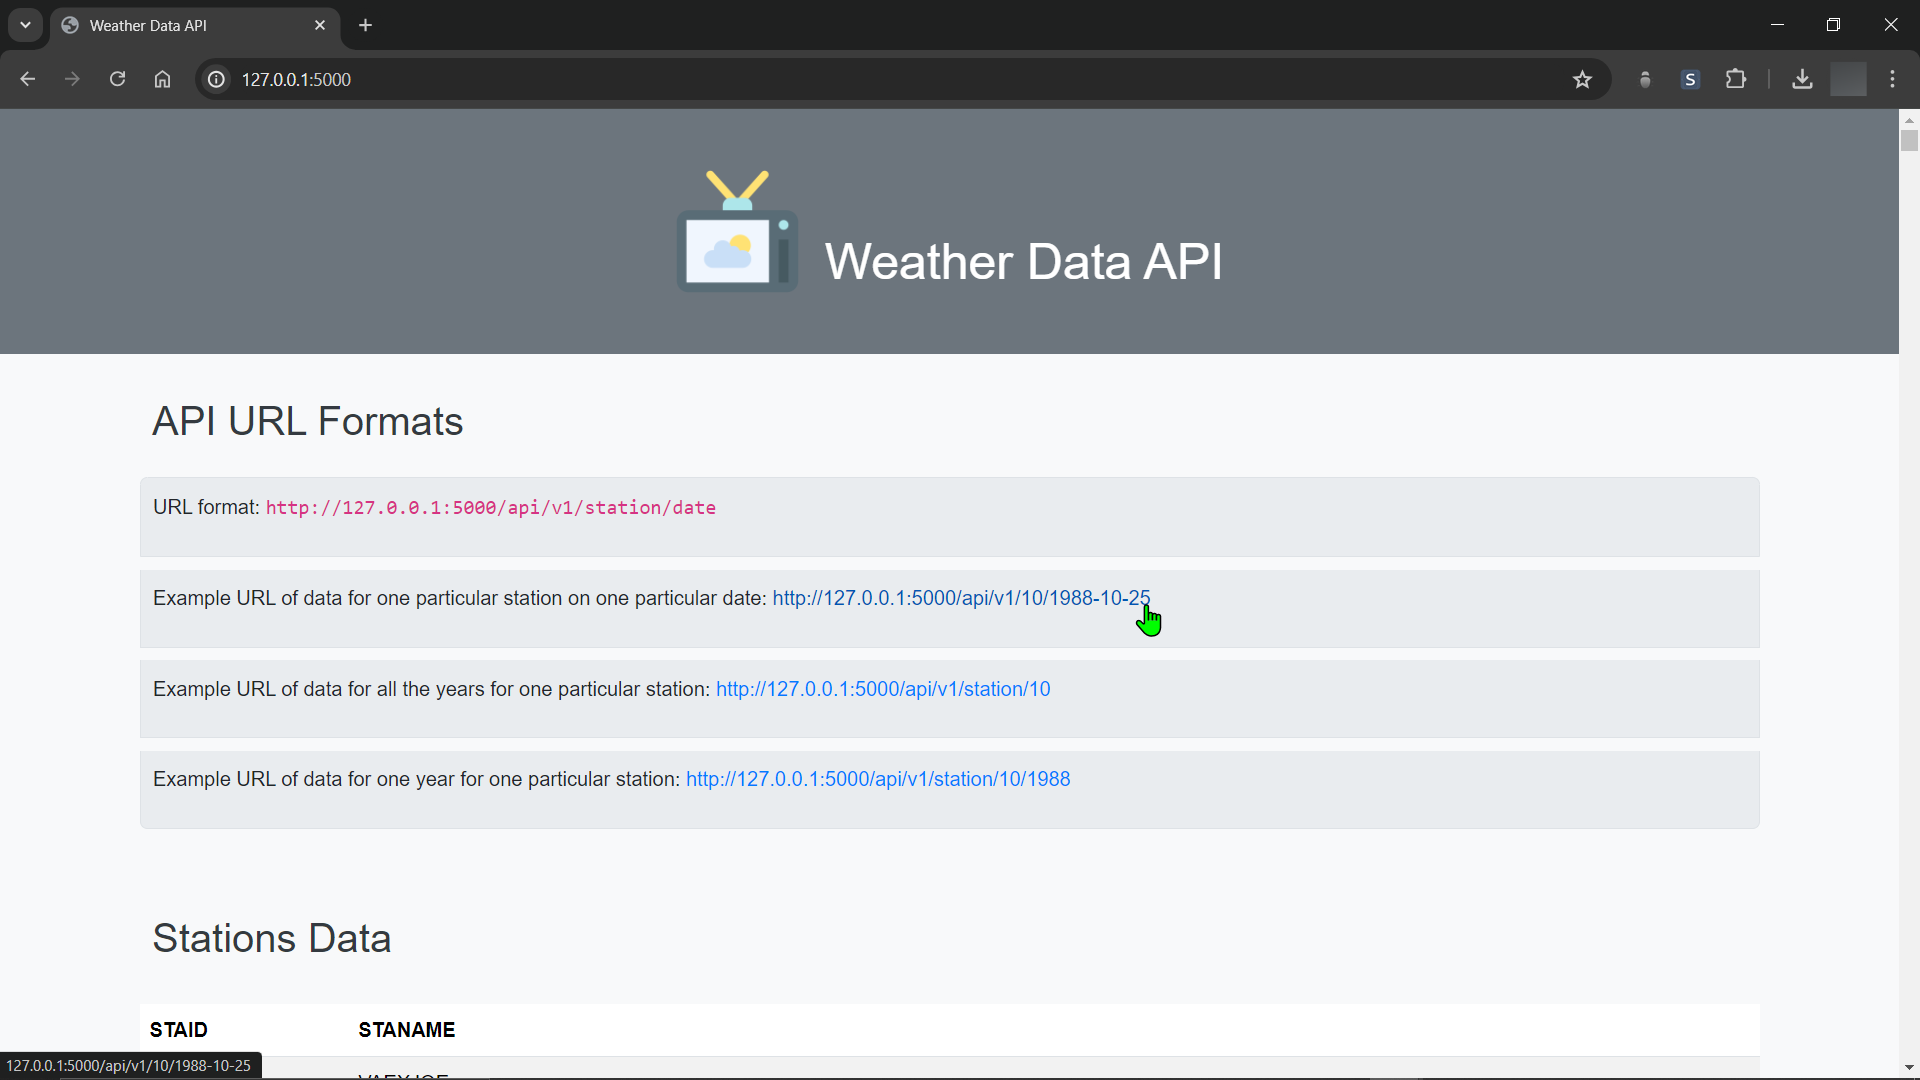 Weather Data API
127.0.0.1:5000
S
Weather Data API
API URL Formats
URL format: http://127.0.0.1:5000/api/v1/station/date
Example URL of data for one particular station on one particular date: http://127.0.0.1:5000/api/v1/10/1988-10-25
Example URL of data for all the years for one particular station: http://127.0.0.1:5000/api/v1/station/10
Example URL of data for one year for one particular station: http://127.0.0.1:5000/api/v1/station/10/1988
Stations Data
STAID STANAME
127.0.0.1:5000/api/v1/10/1988-10-25